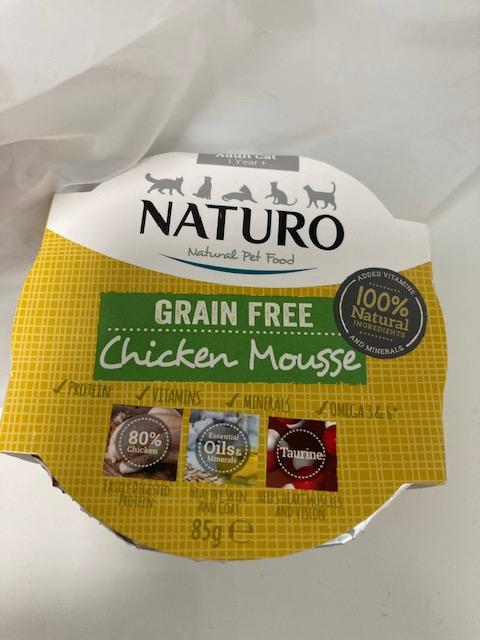 Adult Cat
1 Year +
NATURO
Natural Pet Food
GRAIN FREE
Chicken Mousse
ADDED VITAMINS
100%
Natural
INGREDIENTS
AND MINERALS
✓ PROTEIN ✓ VITAMINS ✓ MINERALS ✓ OMEGA 3 & 6*
80%
Chicken
Essential
Oils &
Minerals
Taurine
EASILY DIGESTED
PROTEIN
HEALTHY SKIN
AND COAT
HELPS HEART MUSCLES
AND VISION
85g ℮